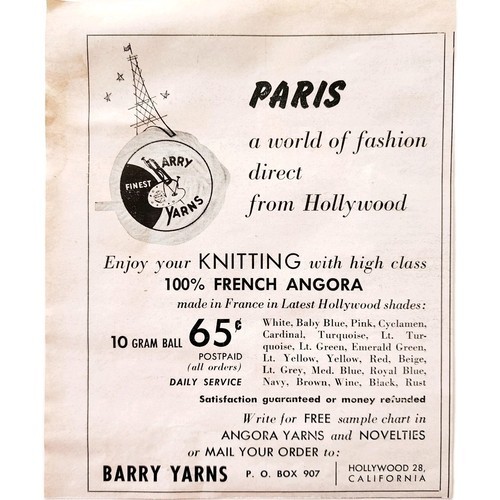 PARIS
a world of fashion
direct
from Hollywood
FINEST
BARRY
YARNS
Enjoy your KNITTING with high class
100% FRENCH ANGORA
made in France in Latest Hollywood shades:
10 GRAM BALL 65¢
POSTPAID
(all orders)
DAILY SERVICE
White, Baby Blue, Pink, Cyclamen,
Cardinal, Turquoise, Lt. Tur-
quoise, Lt. Green, Emerald Green,
Lt. Yellow, Yellow, Red, Beige,
Lt. Grey, Med. Blue, Royal Blue,
Navy, Brown, Wine, Black, Rust
Satisfaction guaranteed or money refunded
Write for FREE sample chart in
ANGORA YARNS and NOVELTIES
or MAIL YOUR ORDER to:
BARRY YARNS P. O. BOX 907
HOLLYWOOD 28,
CALIFORNIA